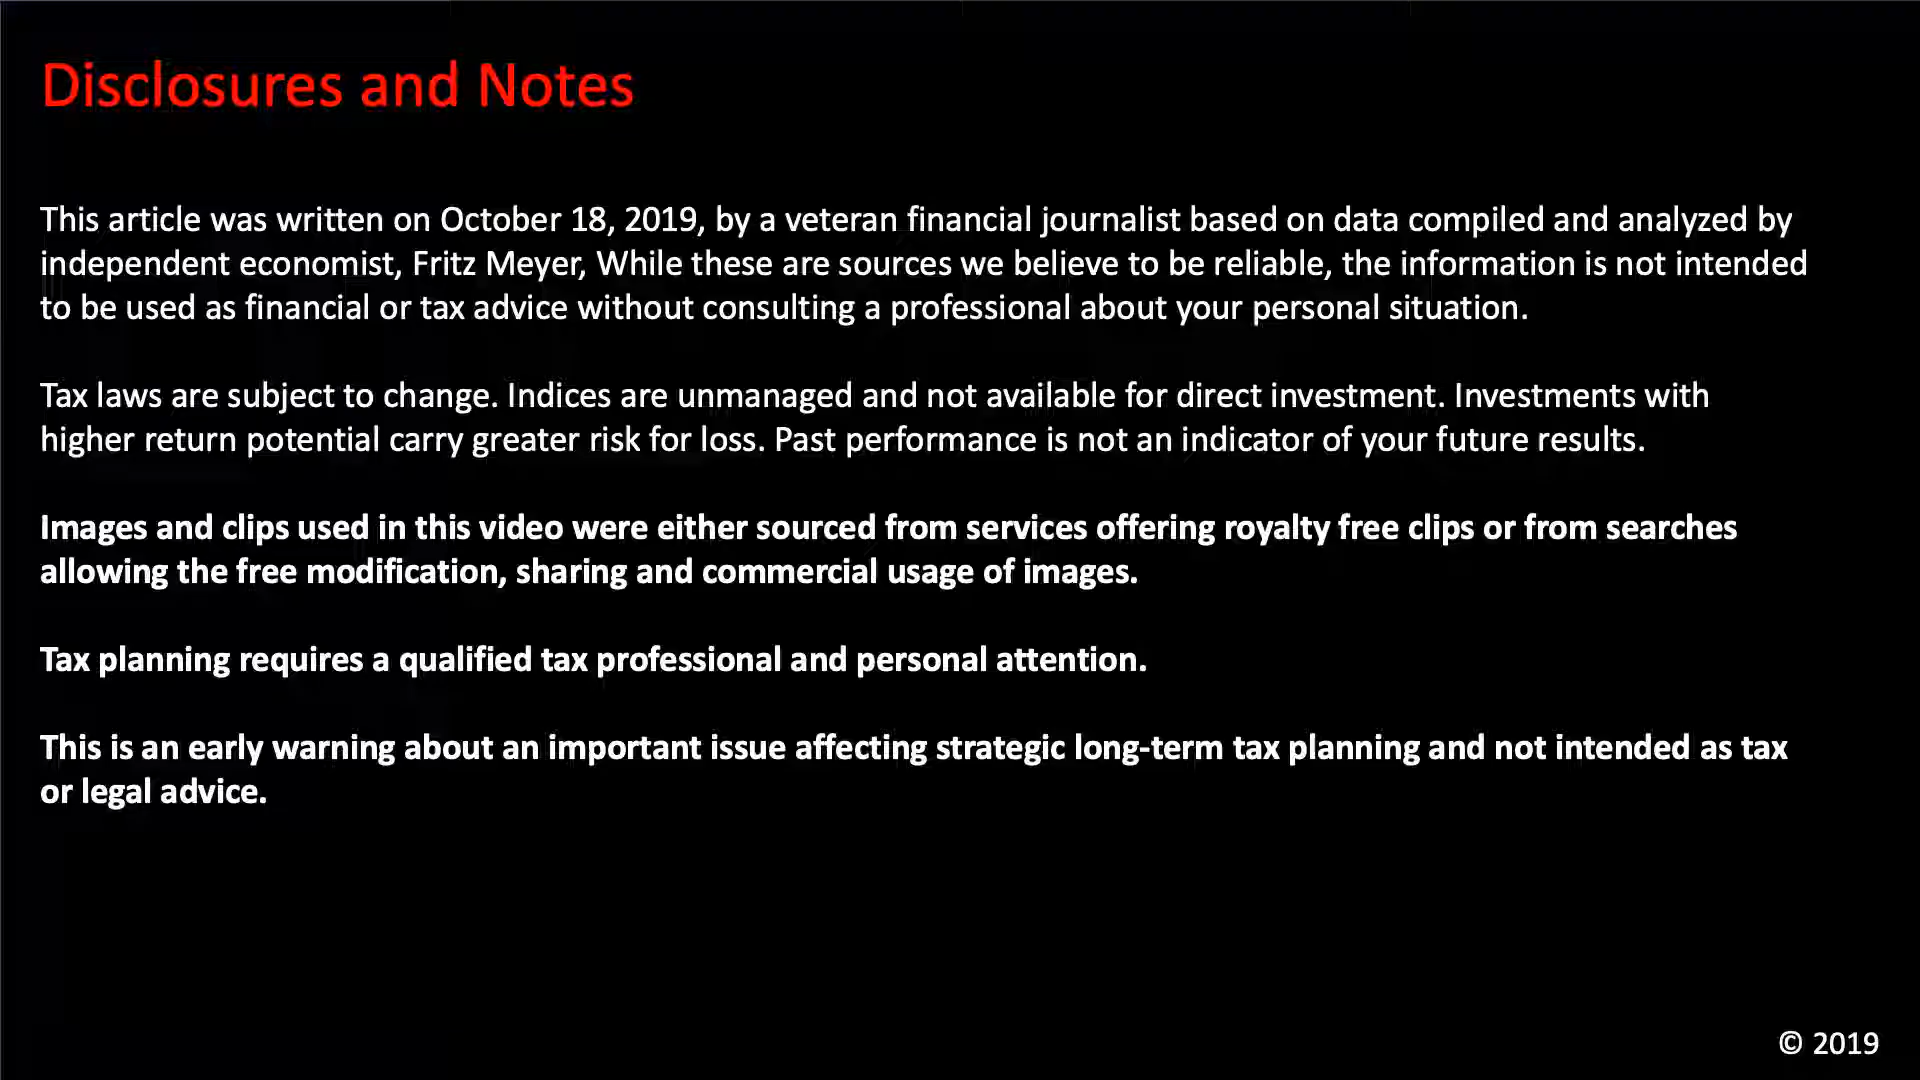 Disclosures and Notes
This article was written on October 18, 2019, by a veteran financial journalist based on data compiled and analyzed by
independent economist, Fritz Meyer, While these are sources we believe to be reliable, the information is not intended
to be used as financial or tax advice without consulting a professional about your personal situation.
Tax laws are subject to change. Indices are unmanaged and not available for direct investment. Investments with
higher return potential carry greater risk for loss. Past performance is not an indicator of your future results.
Images and clips used in this video were either sourced from services offering royalty free clips or from searches
allowing the free modification, sharing and commercial usage of images.
Tax planning requires a qualified tax professional and personal attention.
This is an early warning about an important issue affecting strategic long-term tax planning and not intended as tax
or legal advice.
© 2019